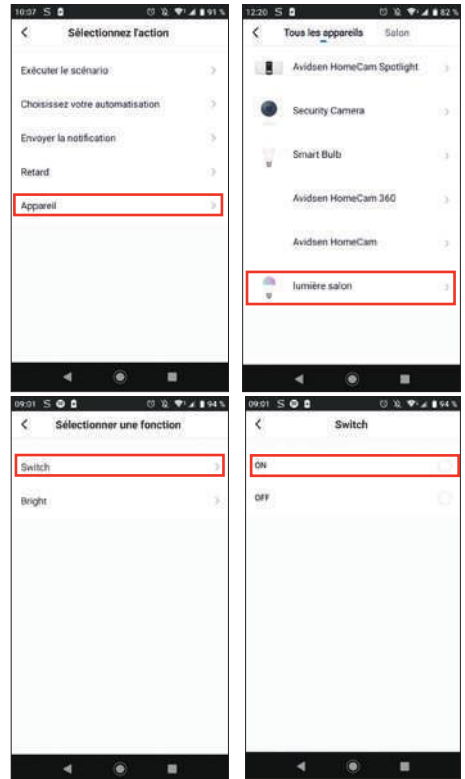 10:07 S 91%
Sélectionnez l'action
Exécuter le scénario
Choisissez votre automatisation
Envoyer la notification
Retard
Appareil
12:20 S 82%
Tous les appareils Salon
Avidsen HomeCam Spotlight
Security Camera
Smart Bulb
Avidsen HomeCam 360
Avidsen HomeCam
lumière salon
09:01 S 94%
Sélectionner une fonction
Switch
Bright
09:01 S 94%
Switch
ON
OFF